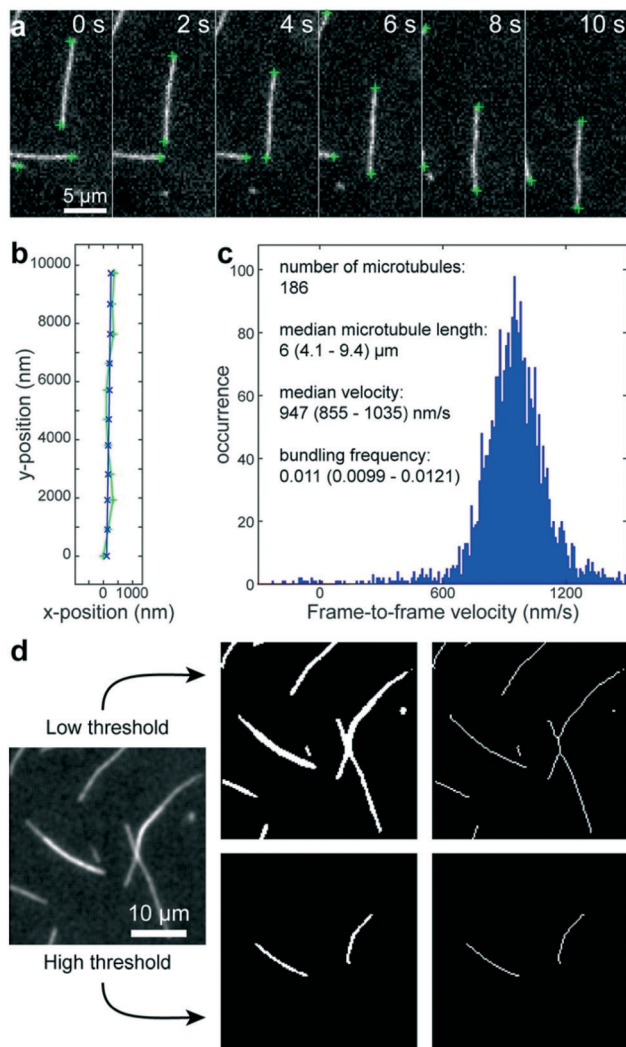 a
0 s
2 s
4 s
6 s
8 s
10 s
5 µm
b
y-position (nm)
10000
8000
6000
4000
2000
0
0 1000
x-position (nm)
c
occurrence
100
80
60
40
20
0
number of microtubules:
186
median microtubule length:
6 (4.1 - 9.4) µm
median velocity:
947 (855 - 1035) nm/s
bundling frequency:
0.011 (0.0099 - 0.0121)
0
600
1200
Frame-to-frame velocity (nm/s)
d
Low threshold
10 µm
High threshold